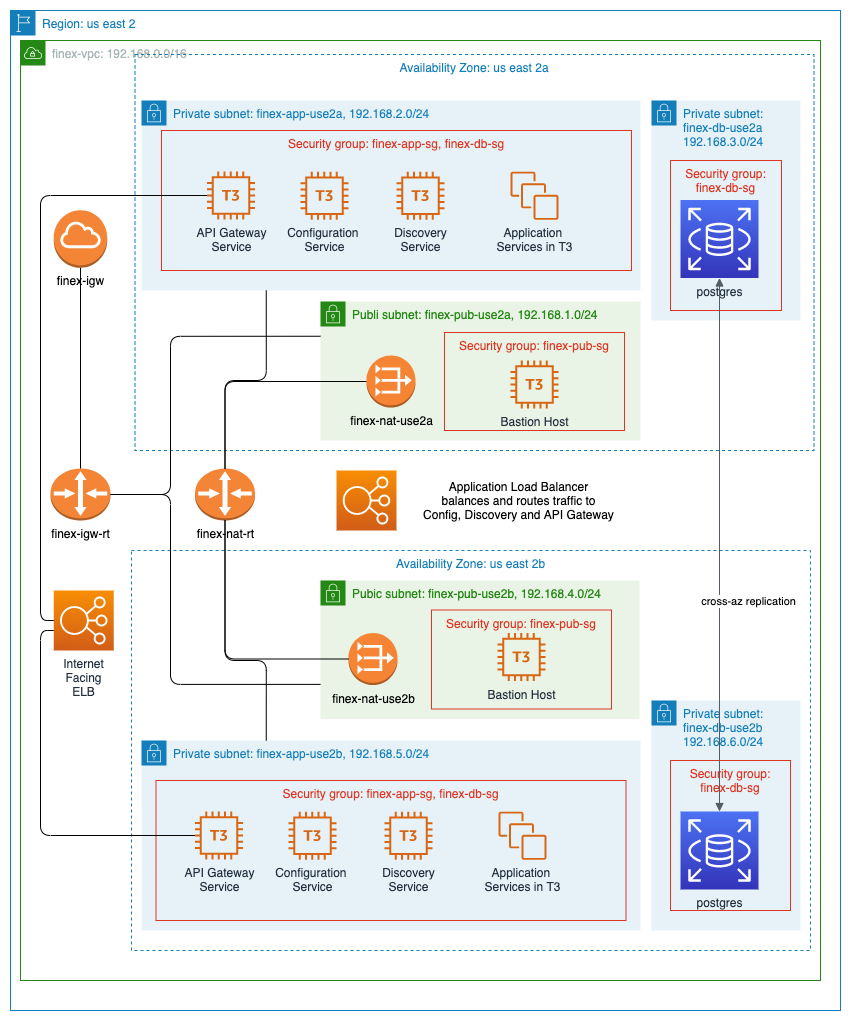 Region: us east 2
finex-vpc: 192.168.0.0/16
Availability Zone: us east 2a
Private subnet: finex-app-use2a, 192.168.2.0/24
Security group: finex-app-sg, finex-db-sg
T3
API Gateway
Service
T3
Configuration
Service
T3
Discovery
Service
Application
Services in T3
Private subnet:
finex-db-use2a
192.168.3.0/24
Security group:
finex-db-sg
postgres
finex-igw
Publi subnet: finex-pub-use2a, 192.168.1.0/24
finex-nat-use2a
Security group: finex-pub-sg
T3
Bastion Host
finex-igw-rt
finex-nat-rt
Application Load Balancer
balances and routes traffic to
Config, Discovery and API Gateway
Availability Zone: us east 2b
Pubic subnet: finex-pub-use2b, 192.168.4.0/24
finex-nat-use2b
Security group: finex-pub-sg
T3
Bastion Host
cross-az replication
Internet
Facing
ELB
Private subnet: finex-app-use2b, 192.168.5.0/24
Security group: finex-app-sg, finex-db-sg
T3
API Gateway
Service
T3
Configuration
Service
T3
Discovery
Service
Application
Services in T3
Private subnet:
finex-db-use2b
192.168.6.0/24
Security group:
finex-db-sg
postgres